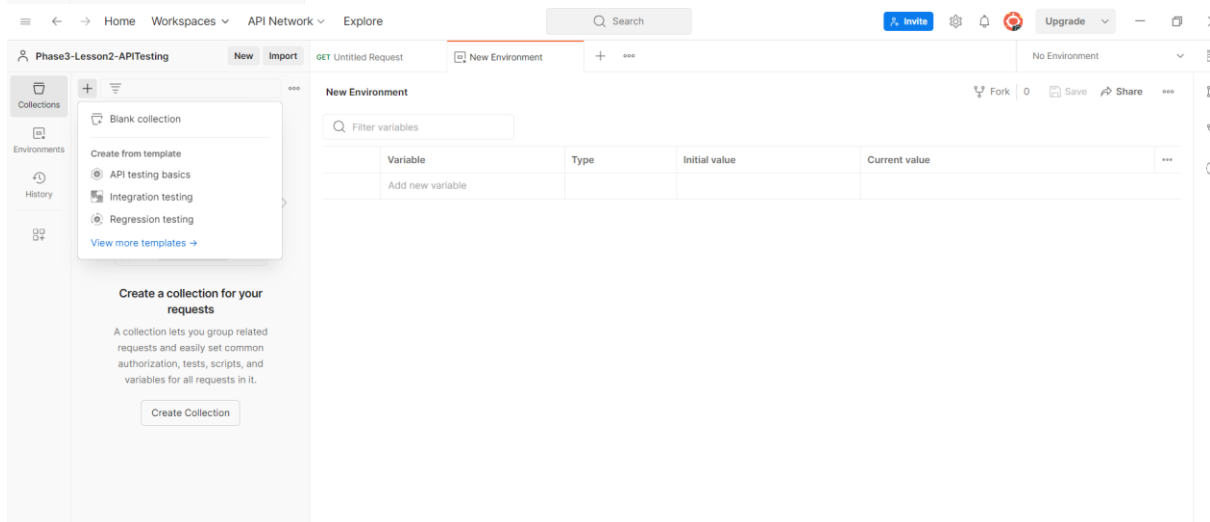 Home Workspaces API Network Explore Search Invite Upgrade
Phase3-Lesson2-APITesting New Import GET Untitled Request New Environment No Environment
Collections
Environments
History
Blank collection
Create from template
API testing basics
Integration testing
Regression testing
View more templates →
Create a collection for your
requests
A collection lets you group related
requests and easily set common
authorization, tests, scripts, and
variables for all requests in it.
Create Collection
New Environment Fork 0 Save Share
Filter variables
Variable Type Initial value Current value
Add new variable